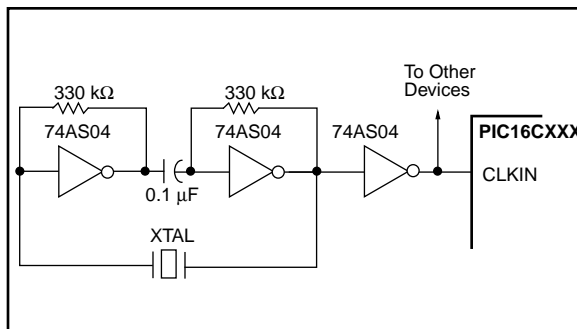 To Other
Devices
330 kΩ
330 kΩ
74AS04
74AS04
74AS04
PIC16CXXX
CLKIN
0.1 µF
XTAL